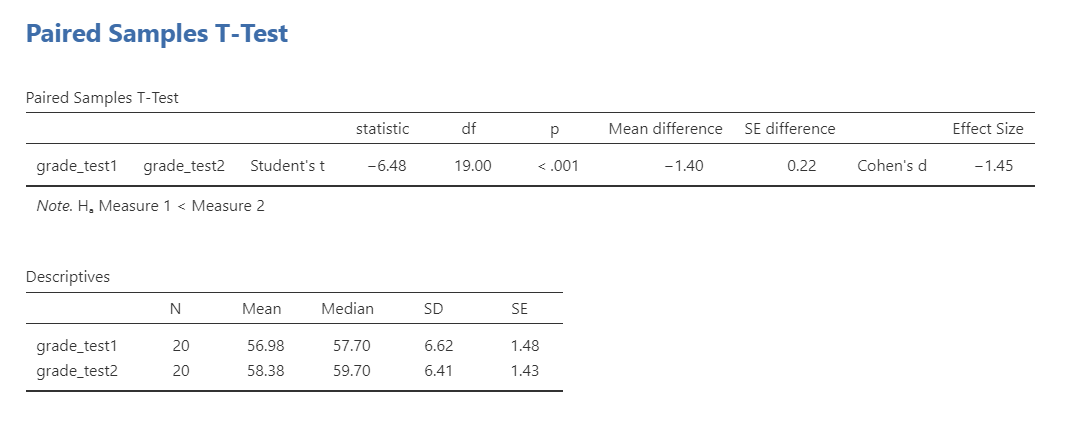 Paired Samples T-Test
Paired Samples T-Test
statistic df p Mean difference SE difference Effect Size
grade_test1 grade_test2 Student's t −6.48 19.00 < .001 −1.40 0.22 Cohen's d −1.45
Note. Hₐ Measure 1 < Measure 2
Descriptives
N Mean Median SD SE
grade_test1 20 56.98 57.70 6.62 1.48
grade_test2 20 58.38 59.70 6.41 1.43